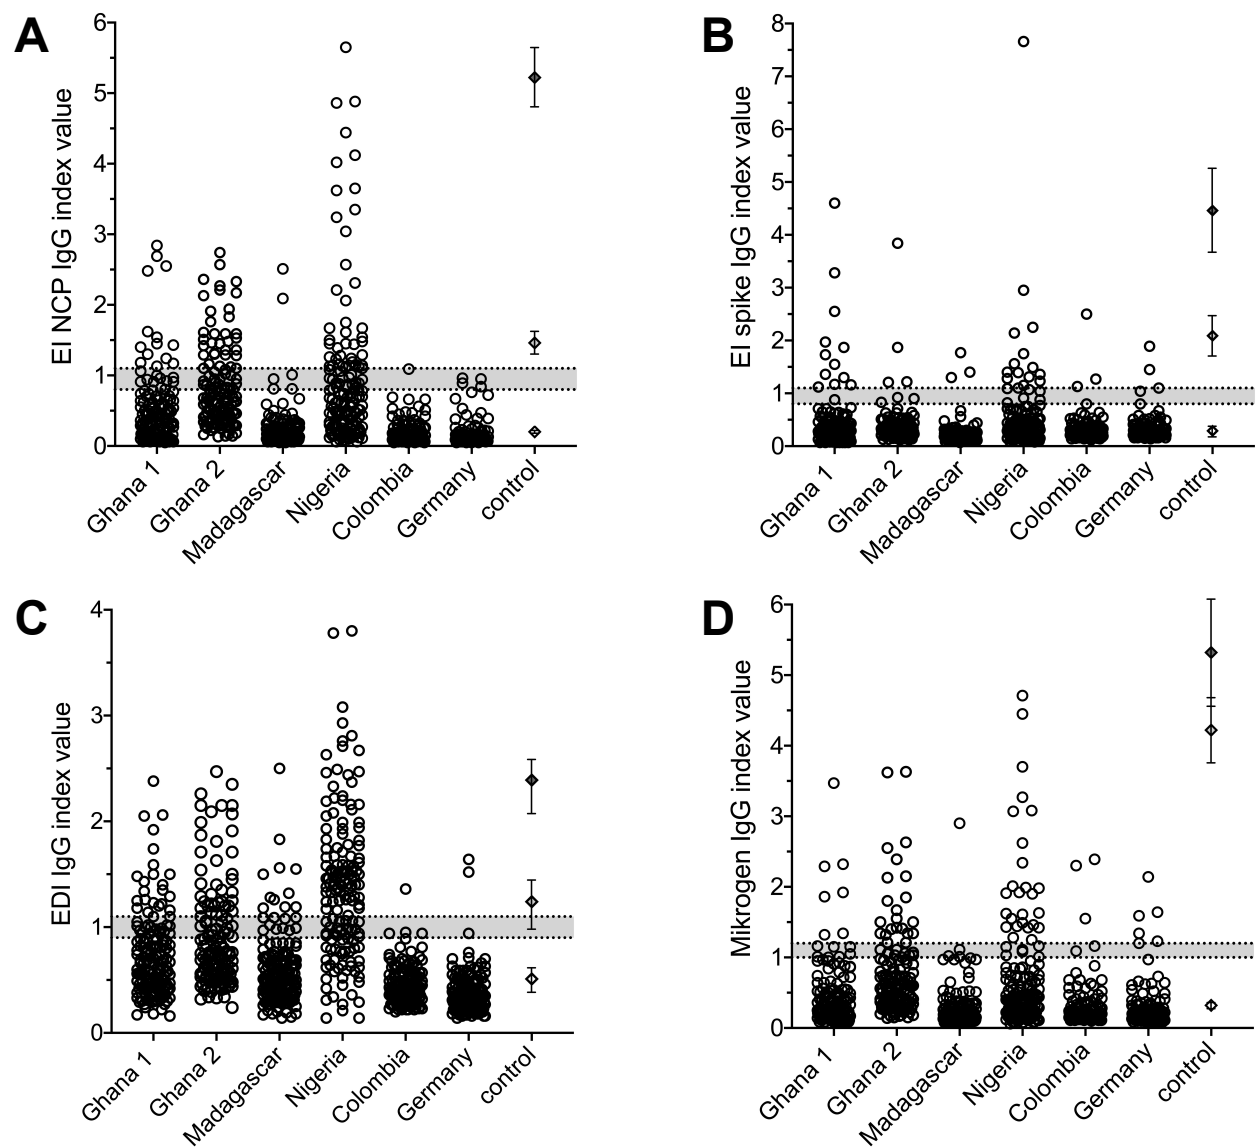 A
EI NCP IgG index value
6
5
4
3
2
1
0
Ghana 1
Ghana 2
Madagascar
Nigeria
Colombia
Germany
control
B
EI spike IgG index value
8
7
6
5
4
3
2
1
0
Ghana 1
Ghana 2
Madagascar
Nigeria
Colombia
Germany
control
C
EDI IgG index value
4
3
2
1
0
Ghana 1
Ghana 2
Madagascar
Nigeria
Colombia
Germany
control
D
Mikrogen IgG index value
6
5
4
3
2
1
0
Ghana 1
Ghana 2
Madagascar
Nigeria
Colombia
Germany
control